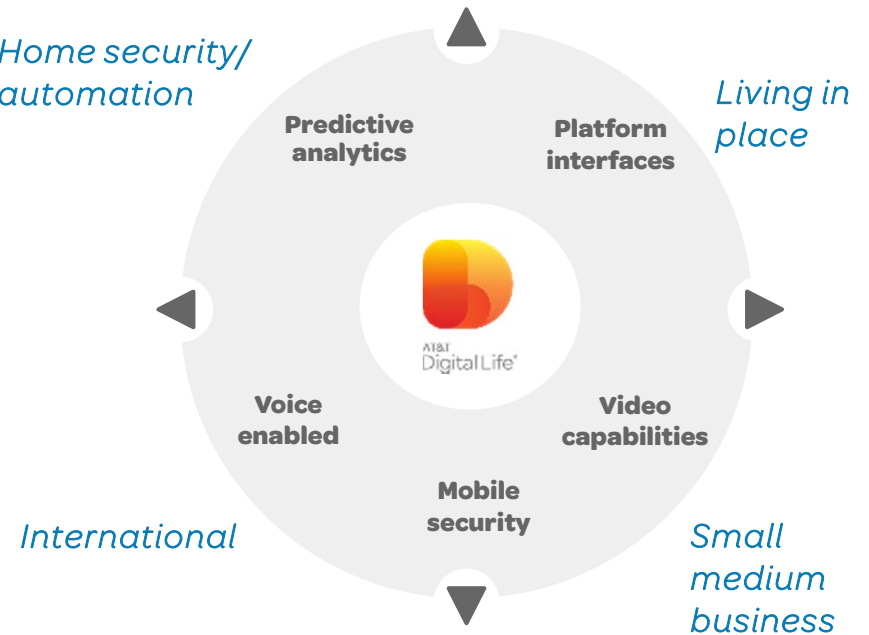 Home security/
automation
Living in
place
Predictive
analytics
Platform
interfaces
AT&T
Digital Life®
Voice
enabled
Video
capabilities
Mobile
security
International
Small
medium
business